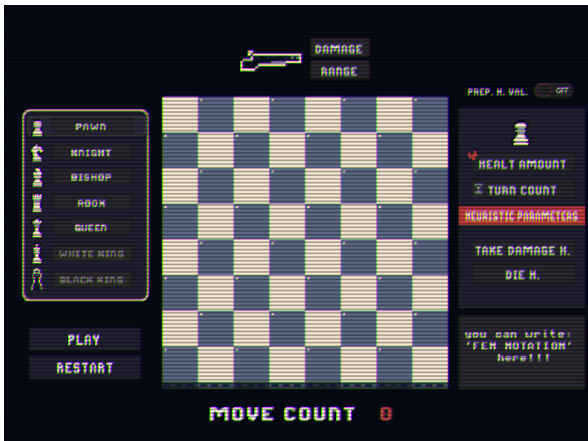 DAMAGE
RANGE
PREP. H. VAL. OFF
PAWN
KNIGHT
BISHOP
ROOK
QUEEN
WHITE KING
BLACK KING
PLAY
RESTART
HEALT AMOUNT
TURN COUNT
HEURISTIC PARAMETERS
TAKE DAMAGE H.
DIE H.
you can write:
'FEN NOTATION'
here!!!
MOVE COUNT 0